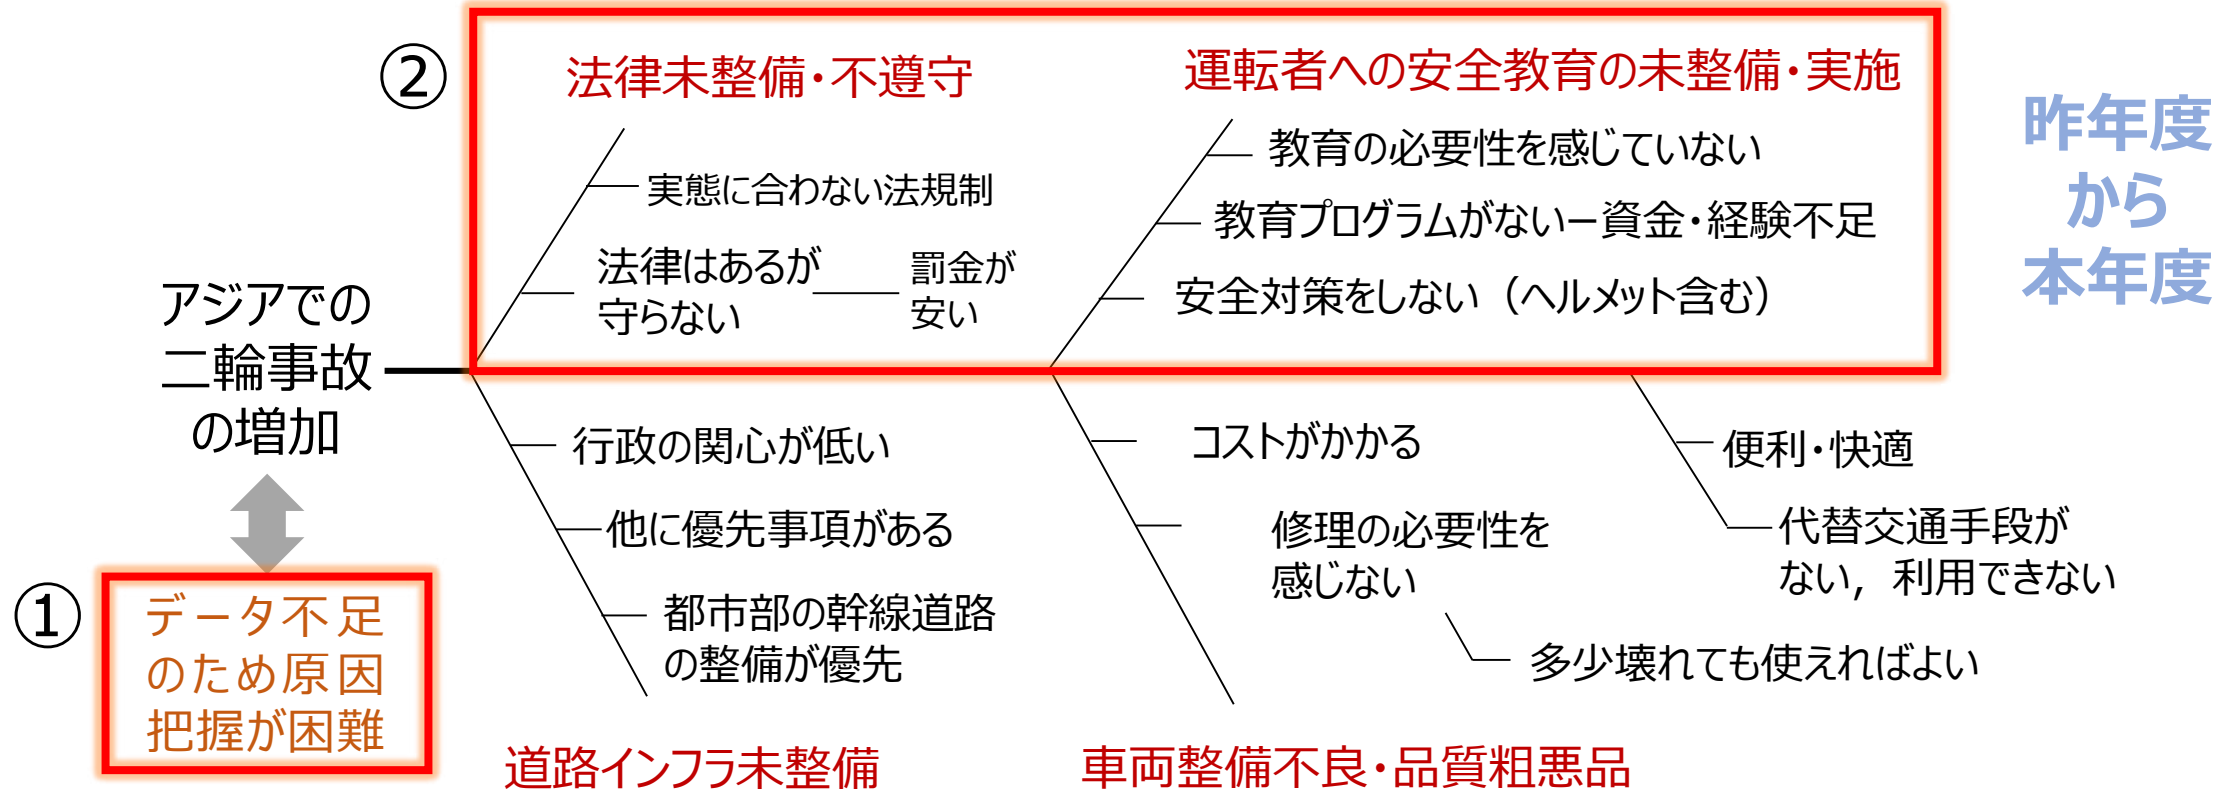 ②
法律未整備・不遵守
実態に合わない法規制
法律はあるが
守らない
罰金が
安い
運転者への安全教育の未整備・実施
教育の必要性を感じていない
教育プログラムがないー資金・経験不足
安全対策をしない（ヘルメット含む）
昨年度
から
本年度
アジアでの
二輪事故
の増加
①
データ不足
のため原因
把握が困難
行政の関心が低い
他に優先事項がある
都市部の幹線道路
の整備が優先
道路インフラ未整備
コストがかかる
修理の必要性を
感じない
多少壊れても使えればよい
車両整備不良・品質粗悪品
便利・快適
代替交通手段が
ない，利用できない